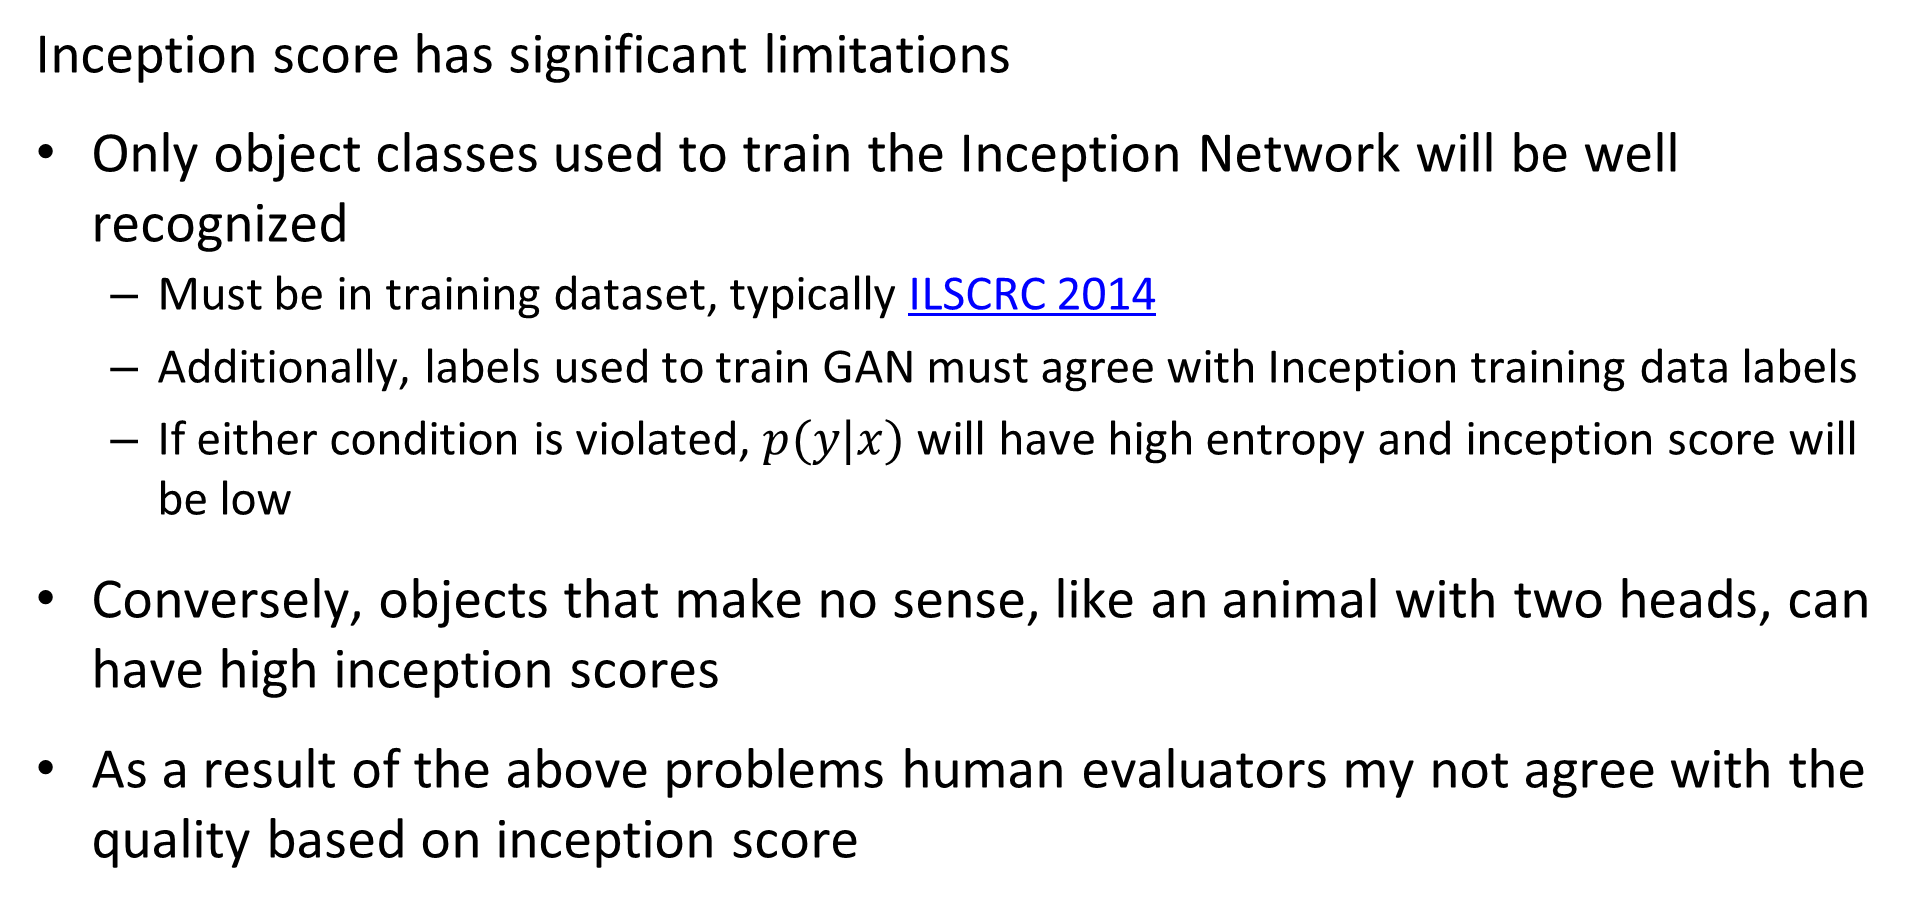 Inception score has significant limitations
• Only object classes used to train the Inception Network will be well
recognized
– Must be in training dataset, typically ILSCRC 2014
– Additionally, labels used to train GAN must agree with Inception training data labels
– If either condition is violated, p(y|x) will have high entropy and inception score will
be low
• Conversely, objects that make no sense, like an animal with two heads, can
have high inception scores
• As a result of the above problems human evaluators my not agree with the
quality based on inception score